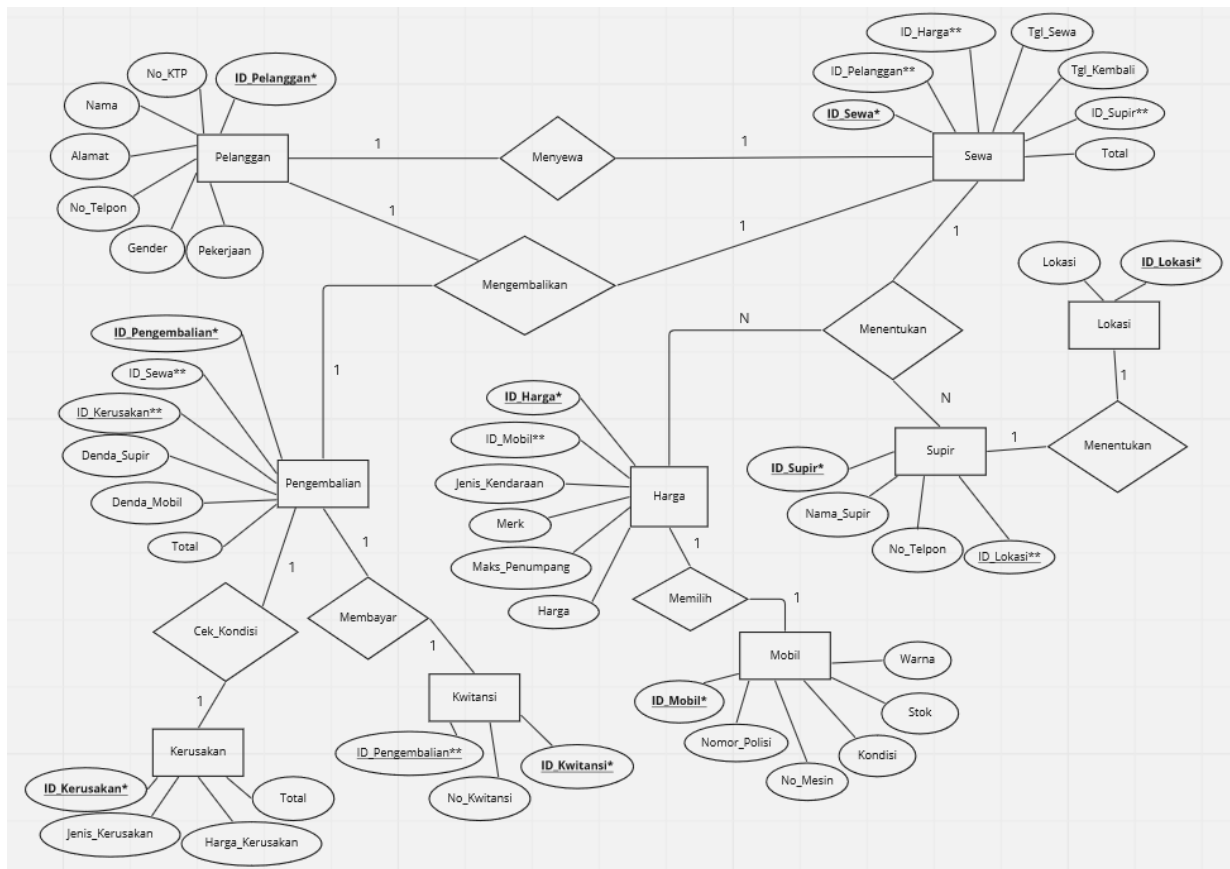 No_KTP
ID_Pelanggan*
Nama
Alamat
No_Telpon
Gender
Pekerjaan
Pelanggan
1
Menyewa
1
ID_Harga**
Tgl_Sewa
ID_Pelanggan**
Tgl_Kembali
ID_Sewa*
ID_Supir**
Sewa
Total
1
Mengembalikan
1
1
1
Menentukan
N
N
Lokasi
ID_Lokasi*
Lokasi
1
Menentukan
1
ID_Pengembalian*
ID_Sewa**
ID_Kerusakan**
Denda_Supir
Denda_Mobil
Total
Pengembalian
ID_Harga*
ID_Mobil**
Jenis_Kendaraan
Merk
Maks_Penumpang
Harga
Harga
Supir
ID_Supir*
Nama_Supir
No_Telpon
ID_Lokasi**
1
Memilih
1
1
Cek_Kondisi
1
1
Membayar
1
Mobil
Warna
ID_Mobil*
Stok
Nomor_Polisi
Kondisi
No_Mesin
Kwitansi
ID_Pengembalian**
ID_Kwitansi*
No_Kwitansi
Kerusakan
ID_Kerusakan*
Total
Jenis_Kerusakan
Harga_Kerusakan